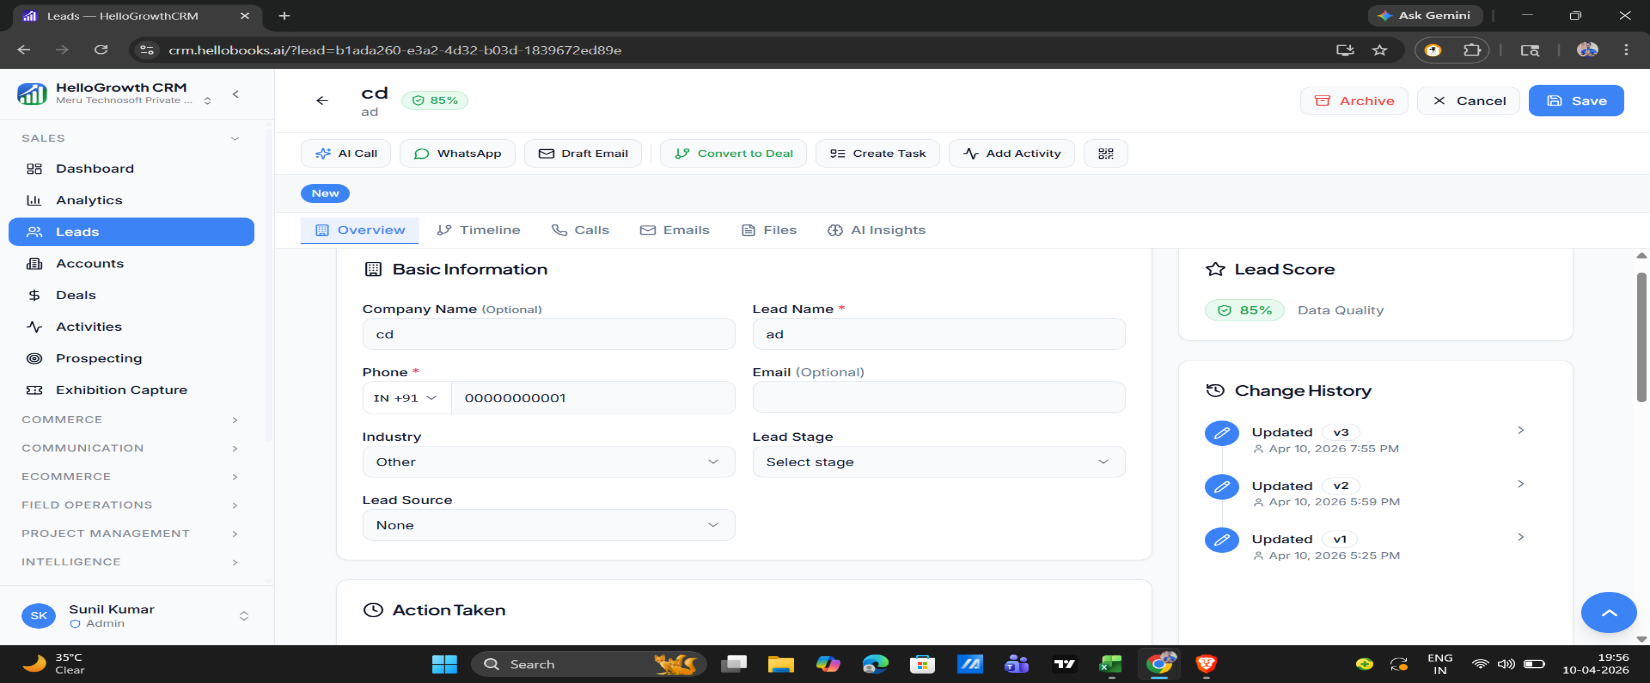 Leads — HelloGrowthCRM
Ask Gemini
crm.hellobooks.ai/?lead=b1ada260-e3a2-4d32-b03d-1839672ed89e
HelloGrowth CRM
Meru Technosoft Private ...
SALES
Dashboard
Analytics
Leads
Accounts
Deals
Activities
Prospecting
Exhibition Capture
COMMERCE
COMMUNICATION
ECOMMERCE
FIELD OPERATIONS
PROJECT MANAGEMENT
INTELLIGENCE
SK
Sunil Kumar
Admin
cd
85%
ad
Archive
Cancel
Save
AI Call
WhatsApp
Draft Email
Convert to Deal
Create Task
Add Activity
New
Overview
Timeline
Calls
Emails
Files
AI Insights
Basic Information
Company Name (Optional)
cd
Lead Name *
ad
Phone *
IN +91
00000000001
Email (Optional)
Industry
Other
Lead Stage
Select stage
Lead Source
None
Action Taken
Lead Score
85%
Data Quality
Change History
Updated v3
Apr 10, 2026 7:55 PM
Updated v2
Apr 10, 2026 5:59 PM
Updated v1
Apr 10, 2026 5:25 PM
35°C
Clear
Search
ENG
IN
19:56
10-04-2026